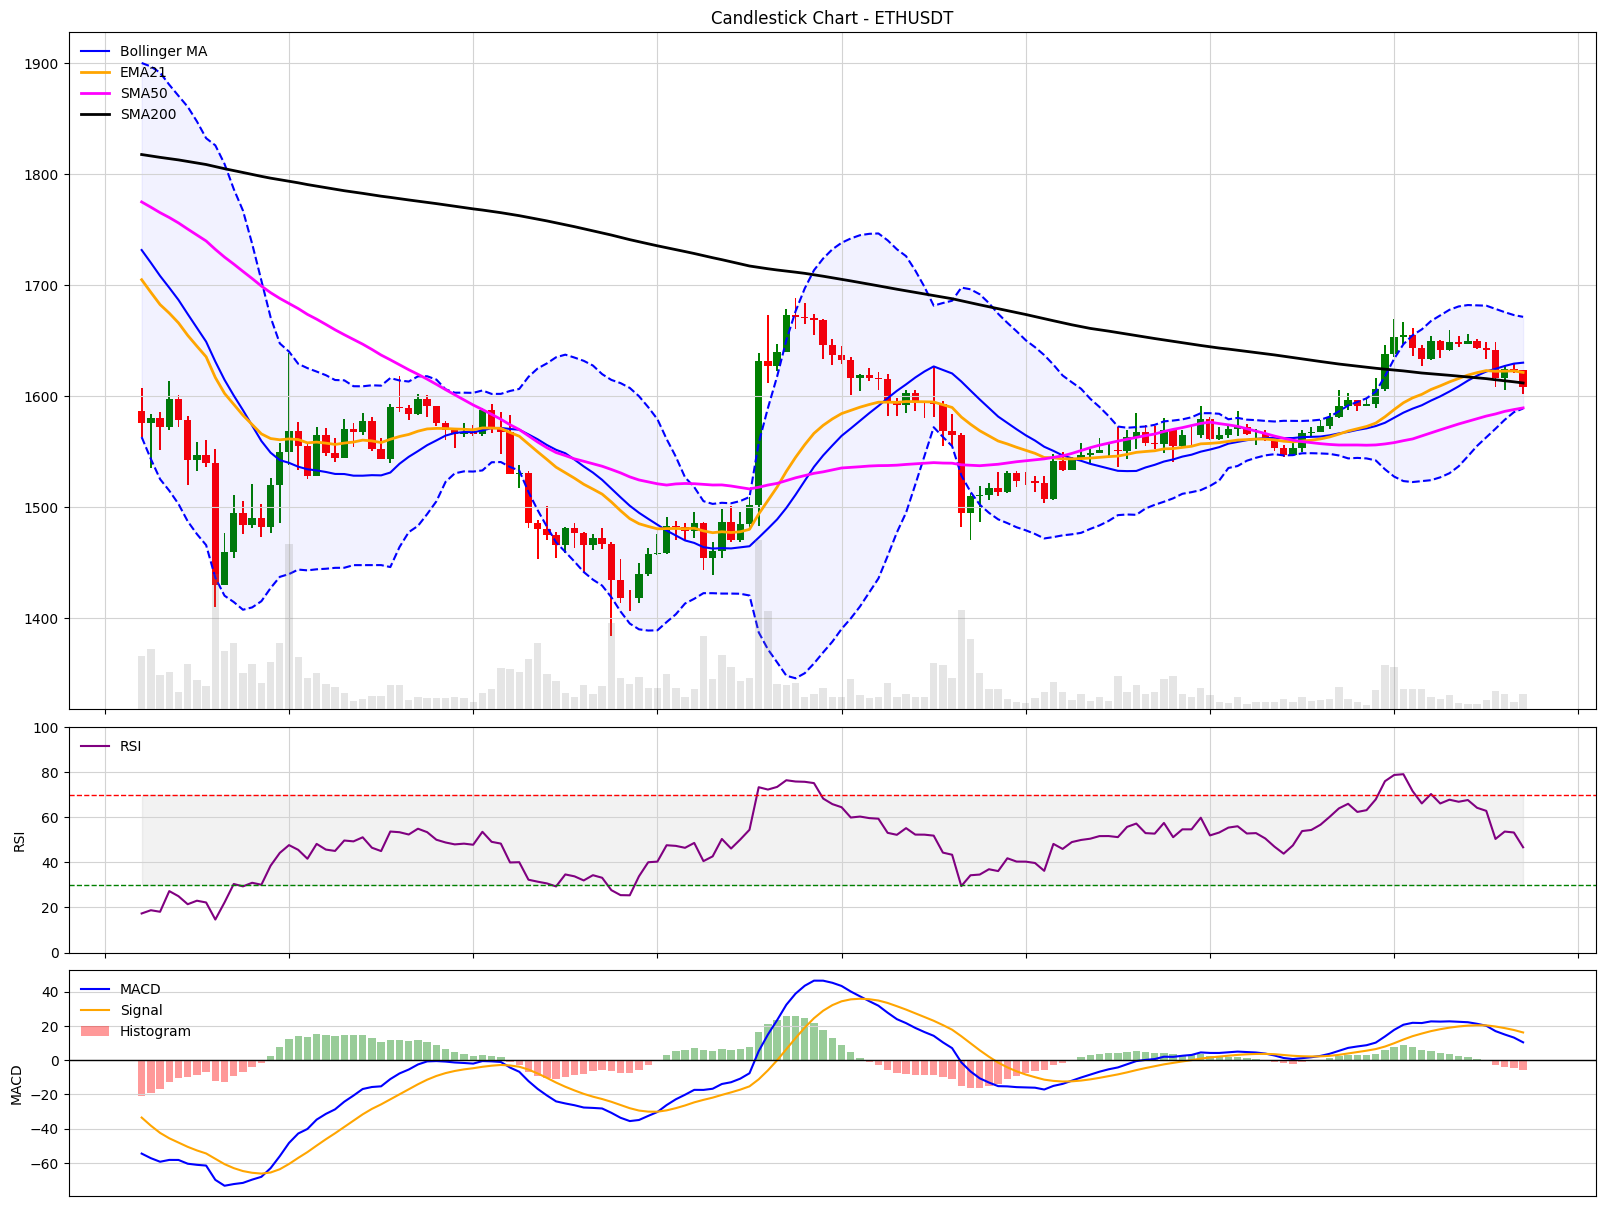 Candlestick Chart - ETHUSDT
Bollinger MA
EMA21
SMA50
SMA200
1900
1800
1700
1600
1500
1400
RSI
RSI
100
80
60
40
20
0
MACD
Signal
Histogram
MACD
40
20
0
−20
−40
−60